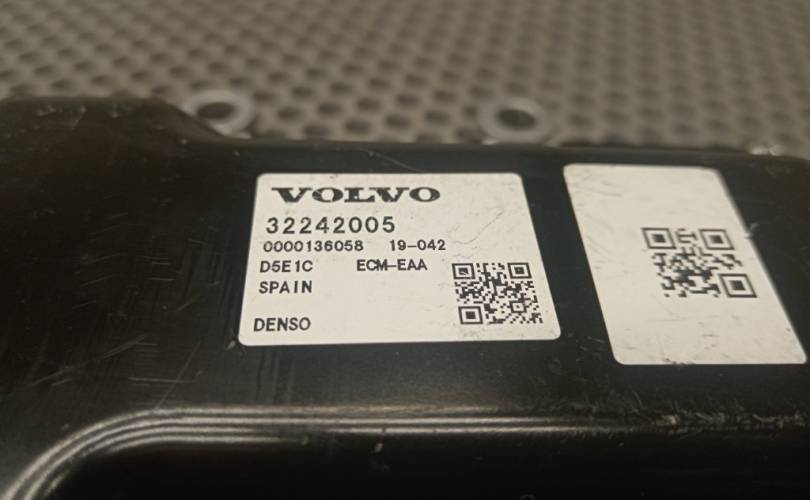 VOLVO
32242005
0000136058 19-042
D5E1C ECM-EAA
SPAIN
DENSO